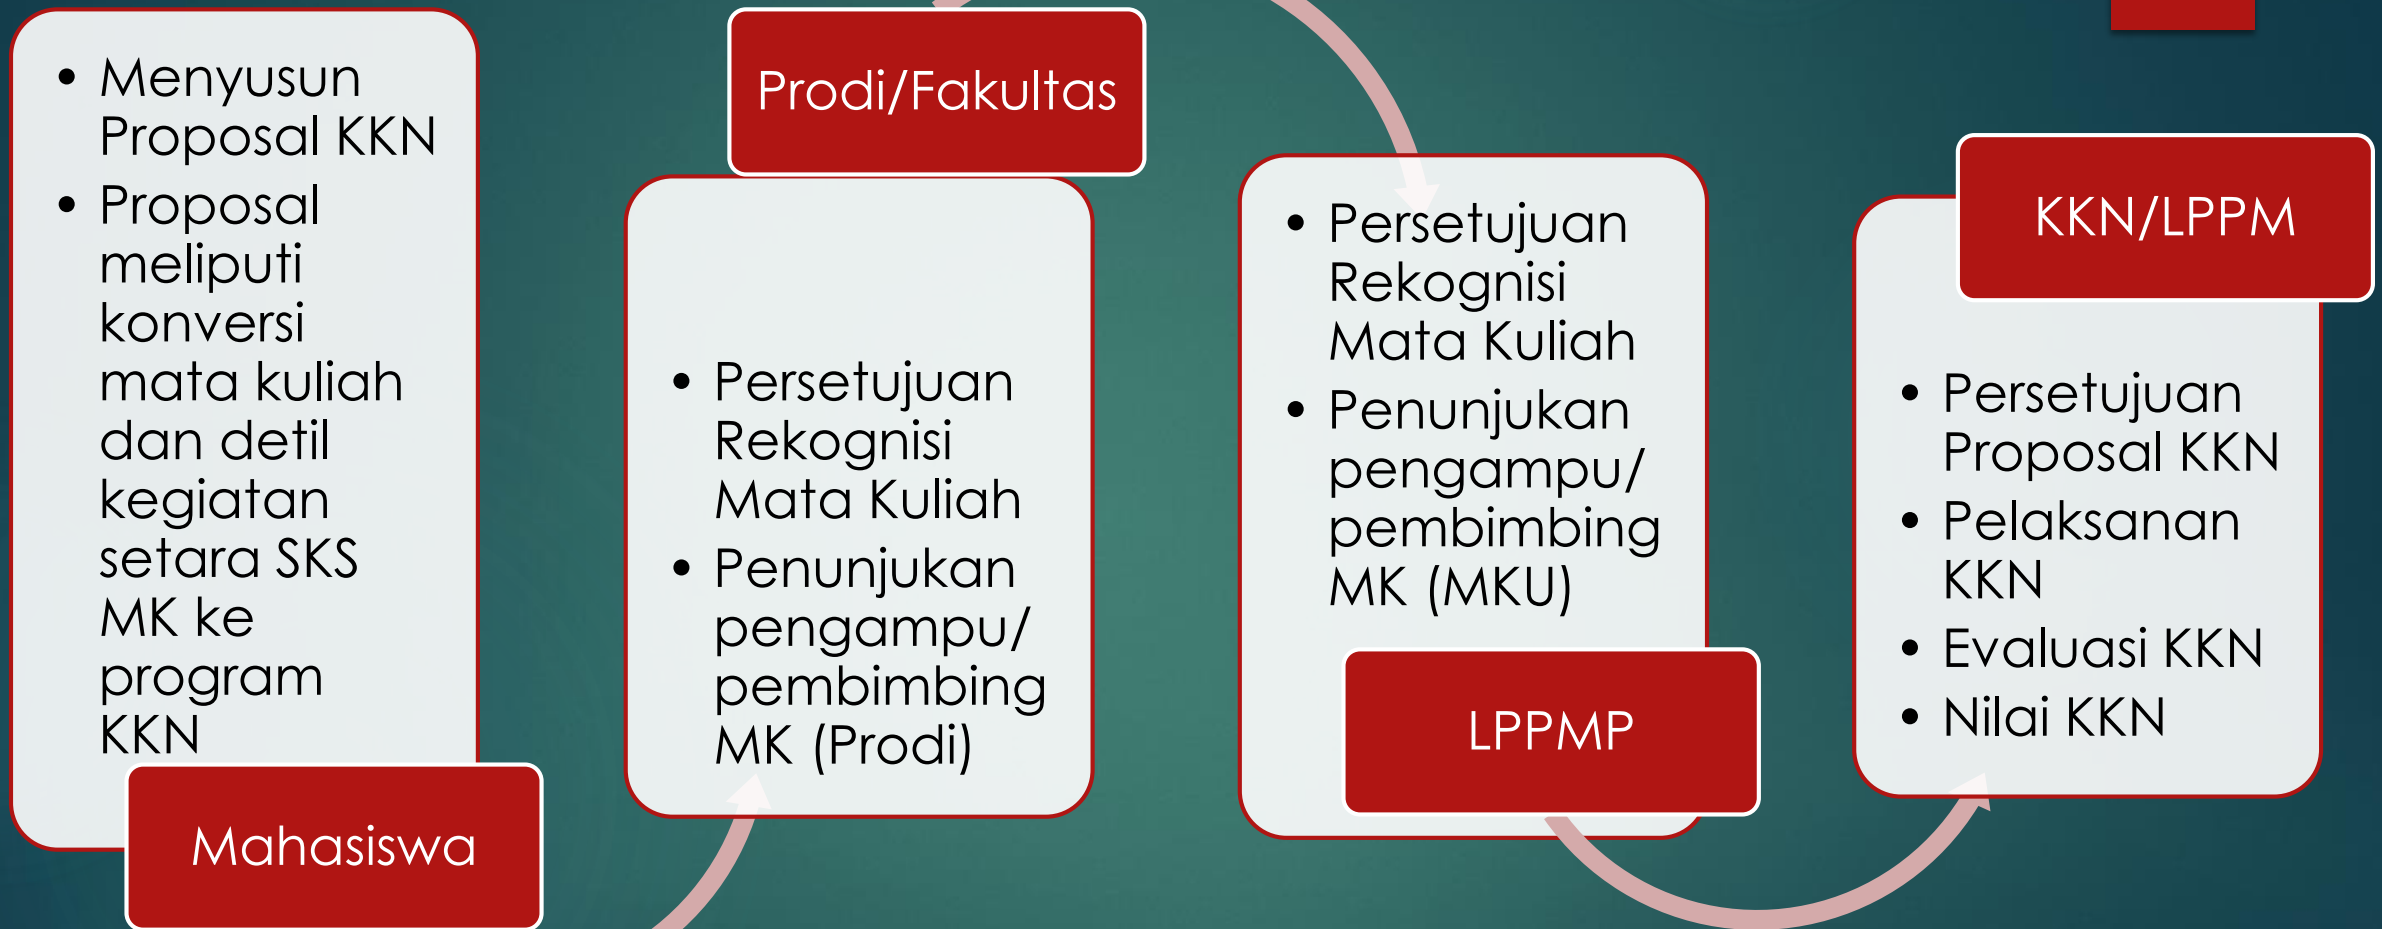 • Menyusun
Proposal KKN
• Proposal
meliputi
konversi
mata kuliah
dan detil
kegiatan
setara SKS
MK ke
program
KKN
Mahasiswa
Prodi/Fakultas
• Persetujuan
Rekognisi
Mata Kuliah
• Penunjukan
pengampu/
pembimbing
MK (Prodi)
• Persetujuan
Rekognisi
Mata Kuliah
• Penunjukan
pengampu/
pembimbing
MK (MKU)
LPPMP
KKN/LPPM
• Persetujuan
Proposal KKN
• Pelaksanan
KKN
• Evaluasi KKN
• Nilai KKN